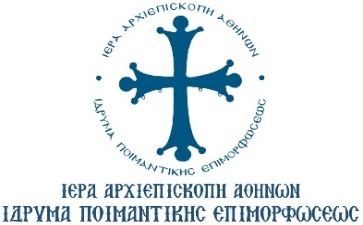 · ΙΕΡΑ ΑΡΧΙΕΠΙΣΚΟΠΗ ΑΘΗΝΩΝ ·
ΙΔΡΥΜΑ ΠΟΙΜΑΝΤΙΚΗΣ ΕΠΙΜΟΡΦΩΣΕΩΣ
ΙΕΡΑ ΑΡΧΙΕΠΙΣΚΟΠΗ ΑΘΗΝΩΝ
ΙΔΡΥΜΑ ΠΟΙΜΑΝΤΙΚΗΣ ΕΠΙΜΟΡΦΩΣΕΩΣ